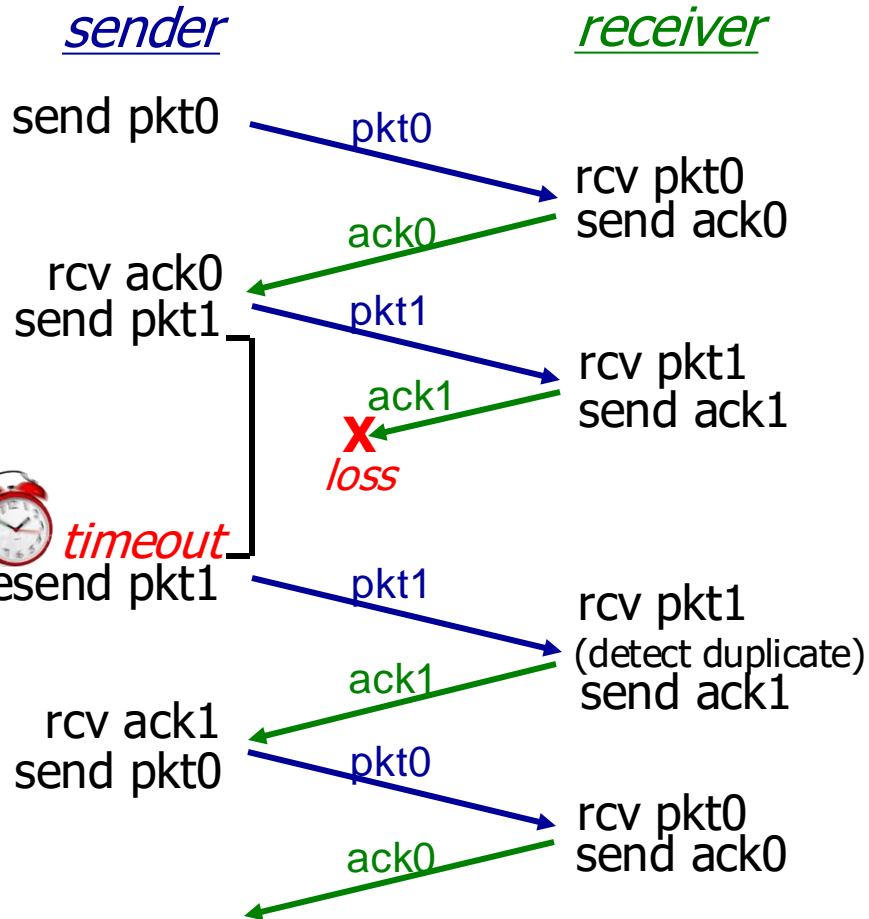 sender
receiver
send pkt0
pkt0
rcv pkt0
send ack0
ack0
rcv ack0
send pkt1
pkt1
rcv pkt1
send ack1
ack1
X
loss
timeout
esend pkt1
pkt1
rcv pkt1
(detect duplicate)
send ack1
ack1
rcv ack1
send pkt0
pkt0
rcv pkt0
send ack0
ack0